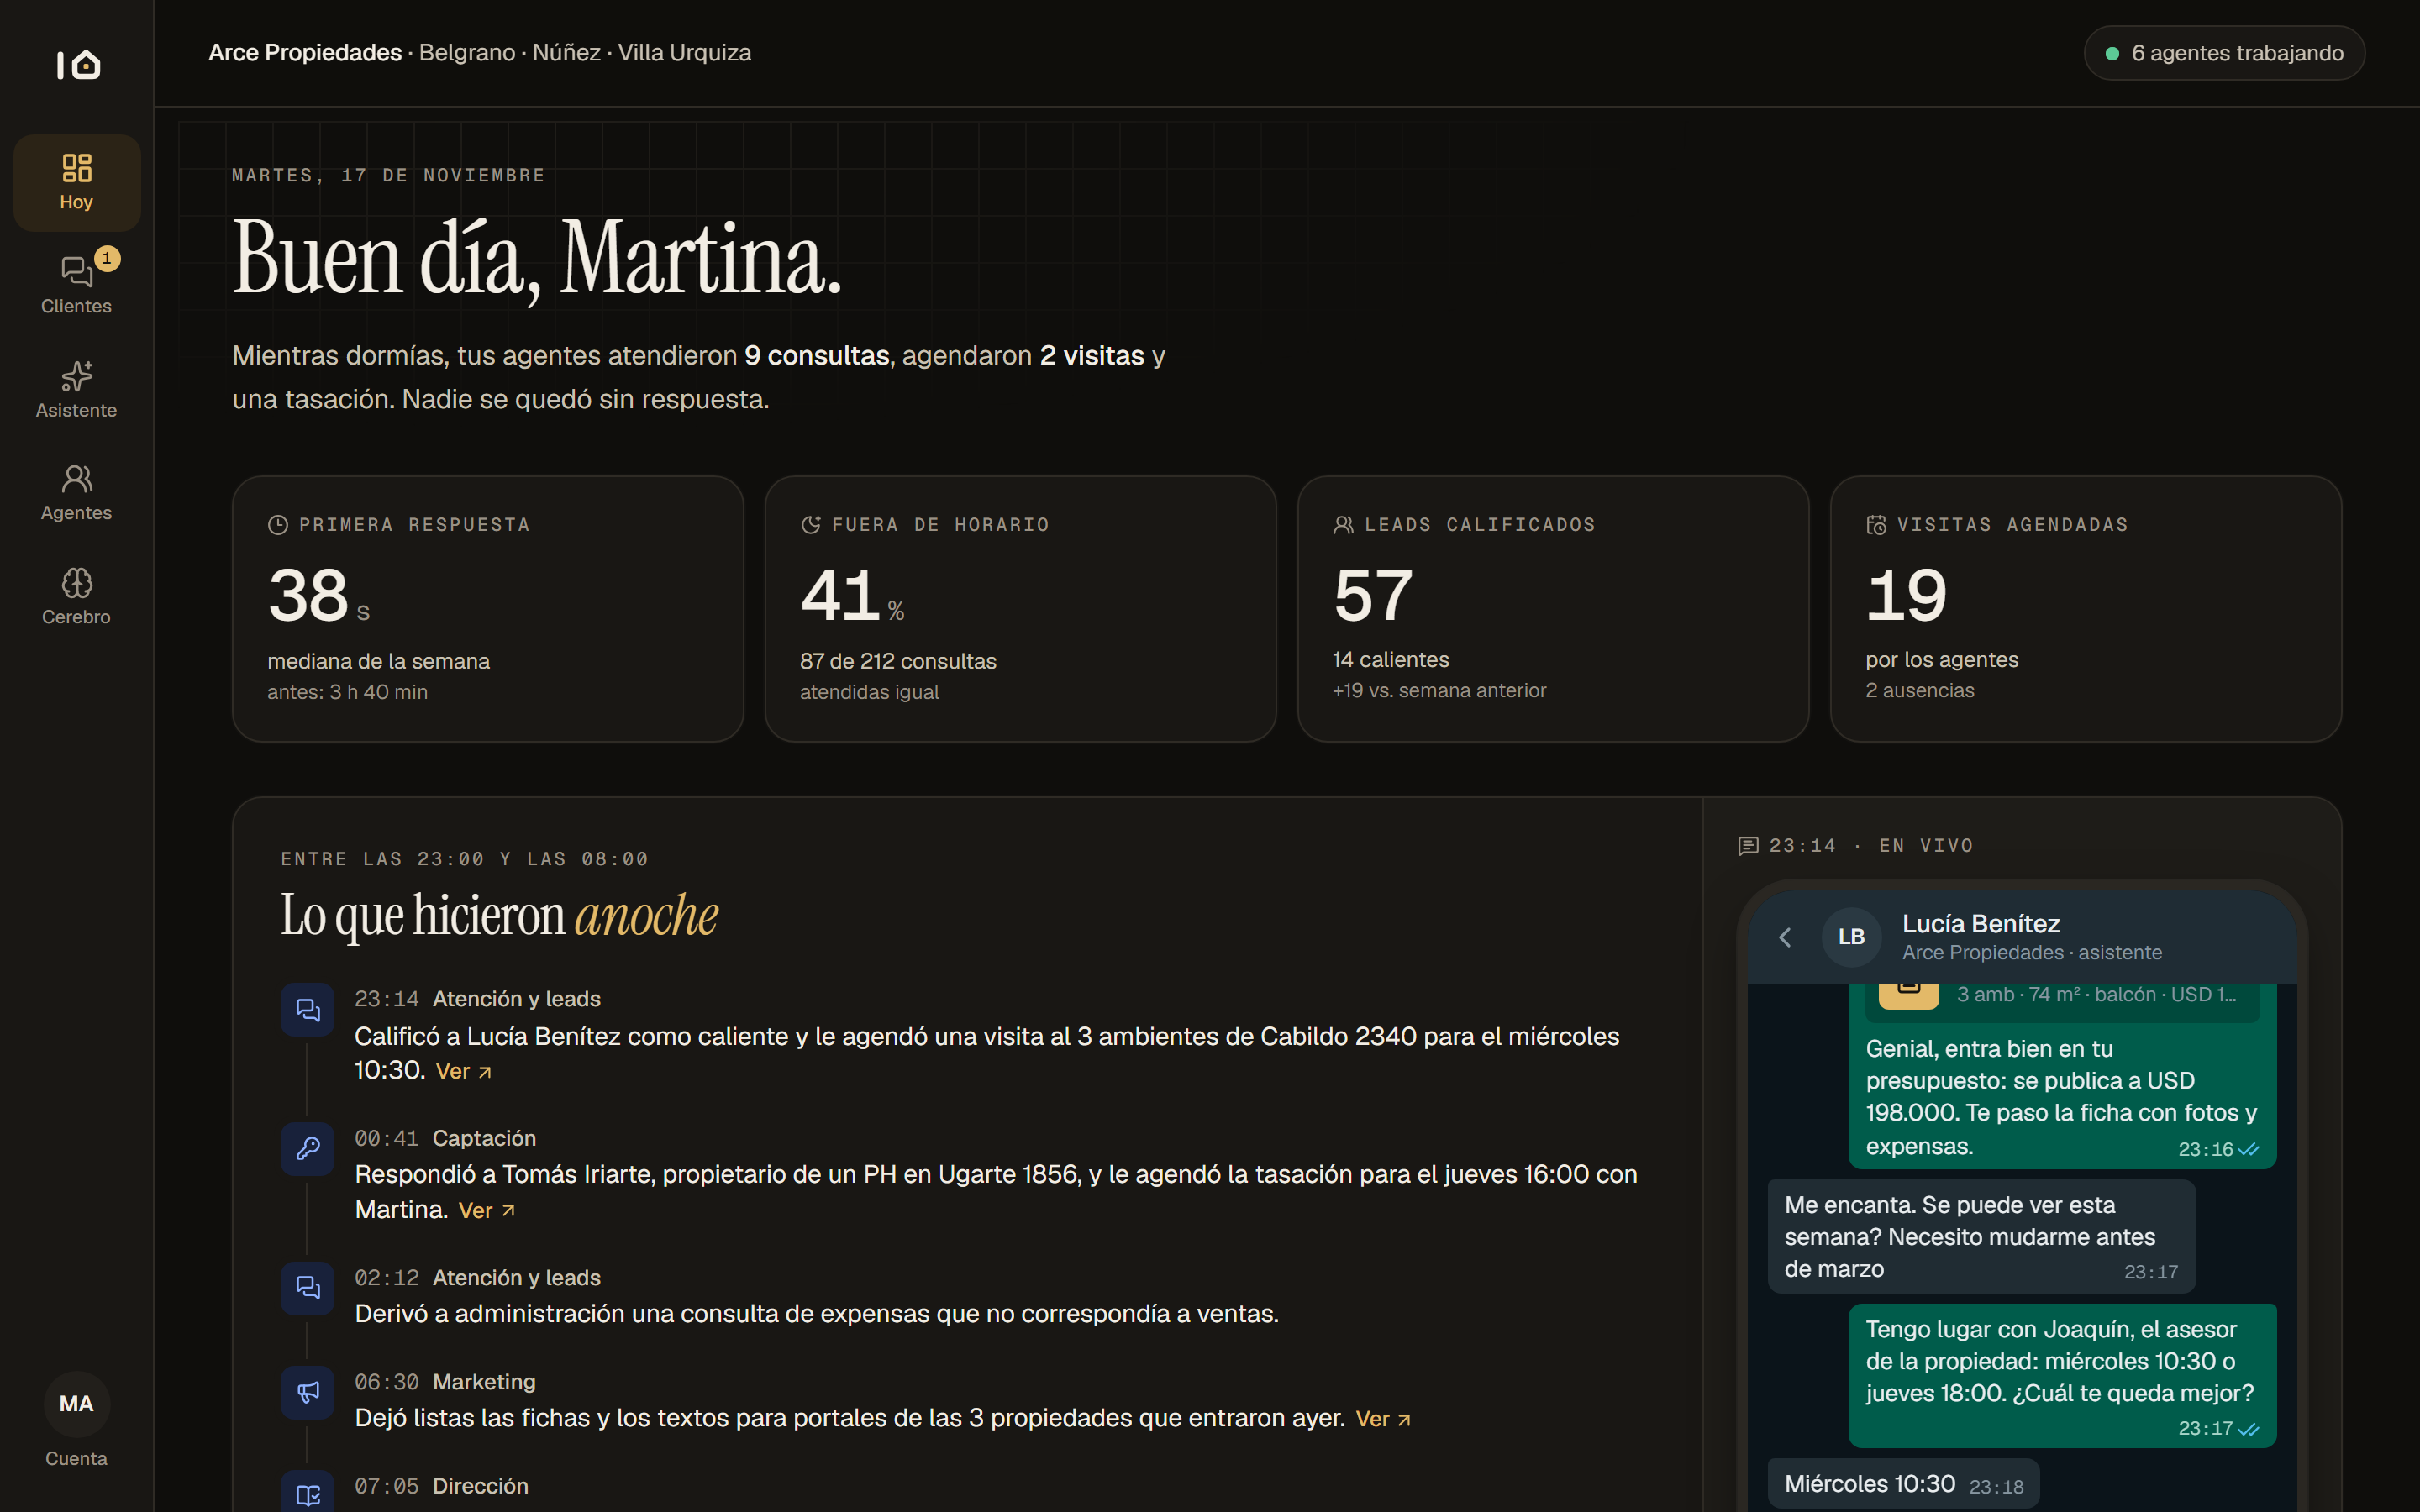 Arce Propiedades · Belgrano · Núñez · Villa Urquiza
6 agentes trabajando
Hoy
1
Clientes
Asistente
Agentes
Cerebro
MA
Cuenta
MARTES, 17 DE NOVIEMBRE
Buen día, Martina.
Mientras dormías, tus agentes atendieron 9 consultas, agendaron 2 visitas y
una tasación. Nadie se quedó sin respuesta.
PRIMERA RESPUESTA
38 s
mediana de la semana
antes: 3 h 40 min
FUERA DE HORARIO
41 %
87 de 212 consultas
atendidas igual
LEADS CALIFICADOS
57
14 calientes
+19 vs. semana anterior
VISITAS AGENDADAS
19
por los agentes
2 ausencias
ENTRE LAS 23:00 Y LAS 08:00
Lo que hicieron anoche
23:14 Atención y leads
Calificó a Lucía Benítez como caliente y le agendó una visita al 3 ambientes de Cabildo 2340 para el miércoles
10:30. Ver ↗
00:41 Captación
Respondió a Tomás Iriarte, propietario de un PH en Ugarte 1856, y le agendó la tasación para el jueves 16:00 con
Martina. Ver ↗
02:12 Atención y leads
Derivó a administración una consulta de expensas que no correspondía a ventas.
06:30 Marketing
Dejó listas las fichas y los textos para portales de las 3 propiedades que entraron ayer. Ver ↗
07:05 Dirección
23:14 · EN VIVO
LB
Lucía Benítez
Arce Propiedades · asistente
3 amb · 74 m² · balcón · USD 1...
Genial, entra bien en tu
presupuesto: se publica a USD
198.000. Te paso la ficha con fotos y
expensas. 23:16
Me encanta. Se puede ver esta
semana? Necesito mudarme antes
de marzo 23:17
Tengo lugar con Joaquín, el asesor
de la propiedad: miércoles 10:30 o
jueves 18:00. ¿Cuál te queda mejor?
23:17
Miércoles 10:30 23:18